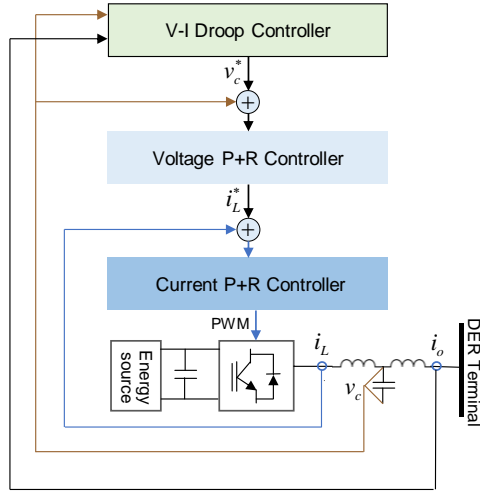 V-I Droop Controller
v_c^*
+
Voltage P+R Controller
i_L^*
+
Current P+R Controller
PWM
Energy
source
i_L
v_c
i_o
DER Terminal